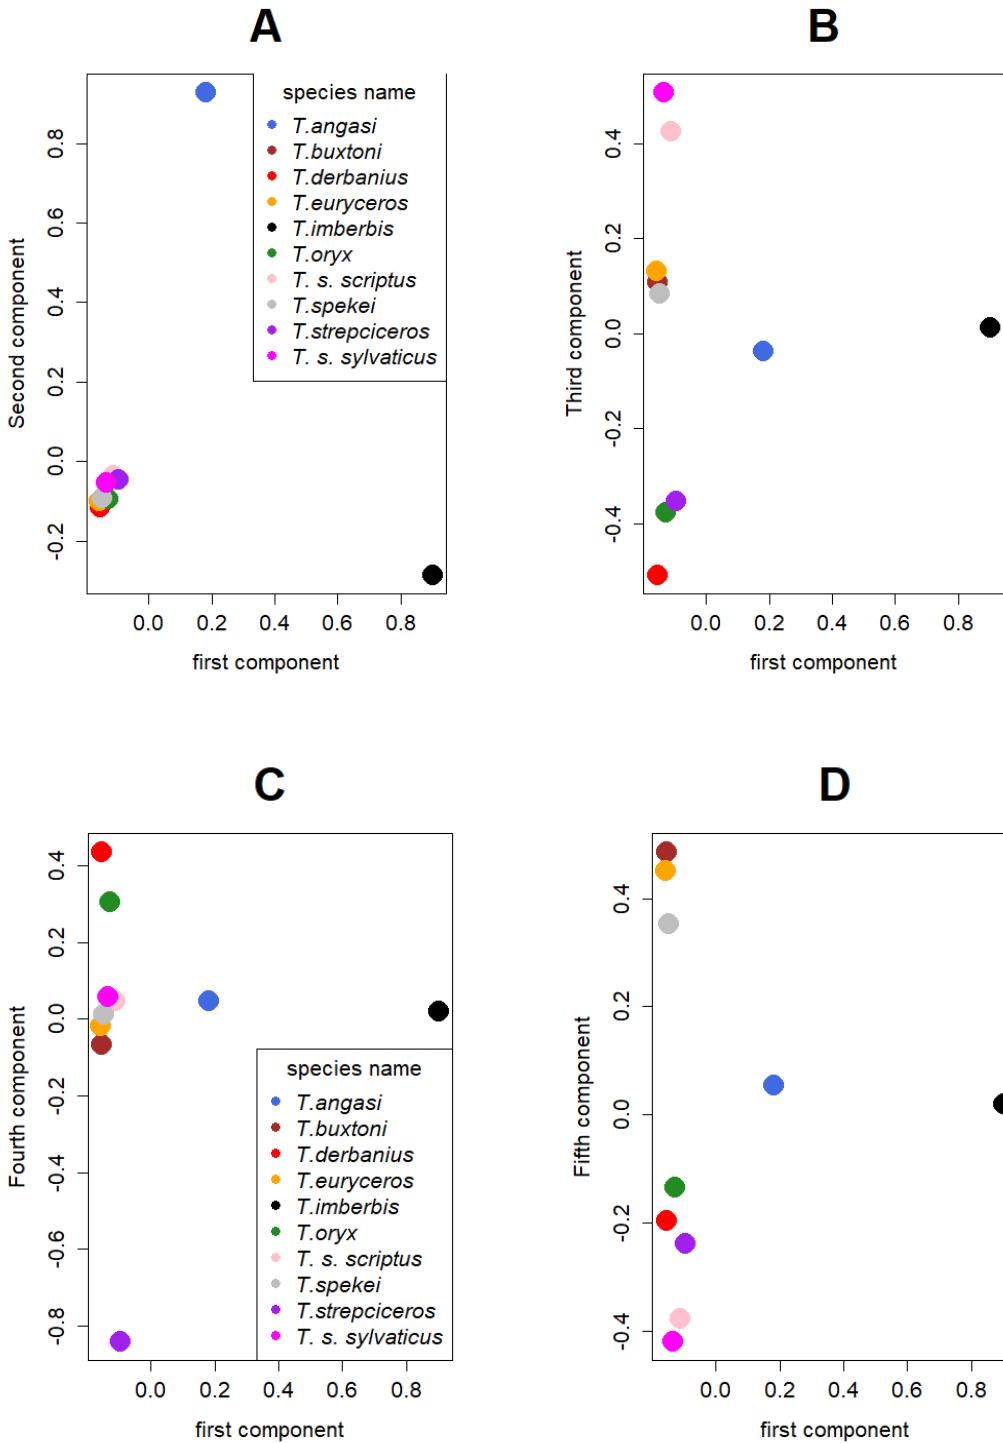 A
B
species name
T.angasi
T.buxtoni
T.derbanius
T.euryceros
T.imberbis
T.oryx
T. s. scriptus
T.spekei
T.strepciceros
T. s. sylvaticus
Second component
0.8
0.6
0.4
0.2
0.0
-0.2
0.0 0.2 0.4 0.6 0.8
first component
Third component
0.4
0.2
0.0
-0.2
-0.4
0.0 0.2 0.4 0.6 0.8
first component
C
D
Fourth component
0.4
0.2
0.0
-0.2
-0.4
-0.6
-0.8
species name
T.angasi
T.buxtoni
T.derbanius
T.euryceros
T.imberbis
T.oryx
T. s. scriptus
T.spekei
T.strepciceros
T. s. sylvaticus
0.0 0.2 0.4 0.6 0.8
first component
Fifth component
0.4
0.2
0.0
-0.2
-0.4
0.0 0.2 0.4 0.6 0.8
first component